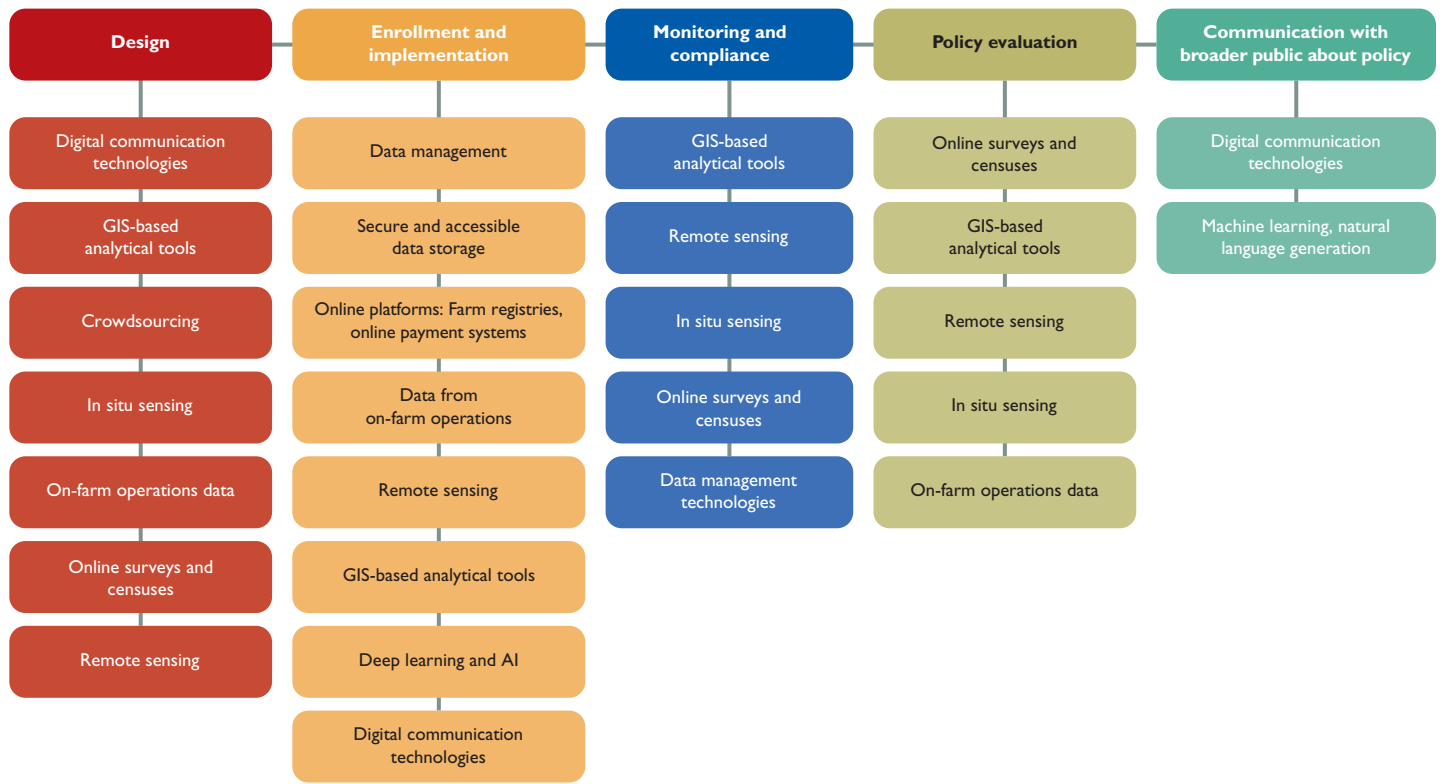 Design
Enrollment and
implementation
Monitoring and
compliance
Policy evaluation
Communication with
broader public about policy
Digital communication
technologies
GIS-based
analytical tools
Crowdsourcing
In situ sensing
On-farm operations data
Online surveys and
censuses
Remote sensing
Data management
Secure and accessible
data storage
Online platforms: Farm registries,
online payment systems
Data from
on-farm operations
Remote sensing
GIS-based analytical tools
Deep learning and AI
Digital communication
technologies
GIS-based
analytical tools
Remote sensing
In situ sensing
Online surveys and
censuses
Data management
technologies
Online surveys and
censuses
GIS-based
analytical tools
Remote sensing
In situ sensing
On-farm operations data
Digital communication
technologies
Machine learning, natural
language generation